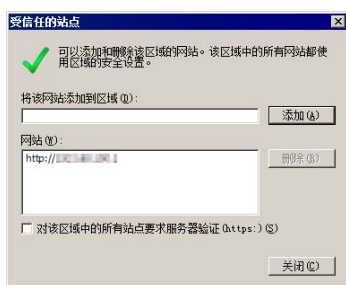 受信任的站点
可以添加和删除该区域的网站。该区域中的所有网站都使
用区域的安全设置。
将该网站添加到区域(D):
添加(A)
网站(W):
http://
删除(R)
对该区域中的所有站点要求服务器验证(https:)(S)
关闭(C)